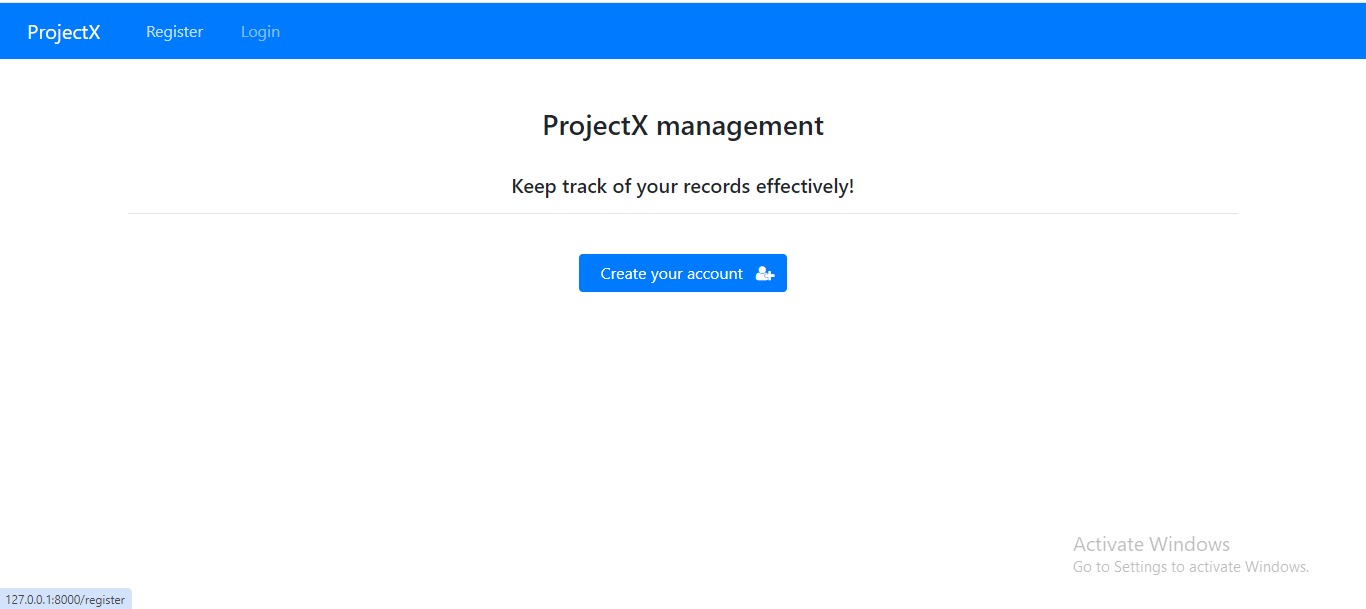 ProjectX Register Login
ProjectX management
Keep track of your records effectively!
Create your account
Activate Windows
Go to Settings to activate Windows.
127.0.0.1:8000/register